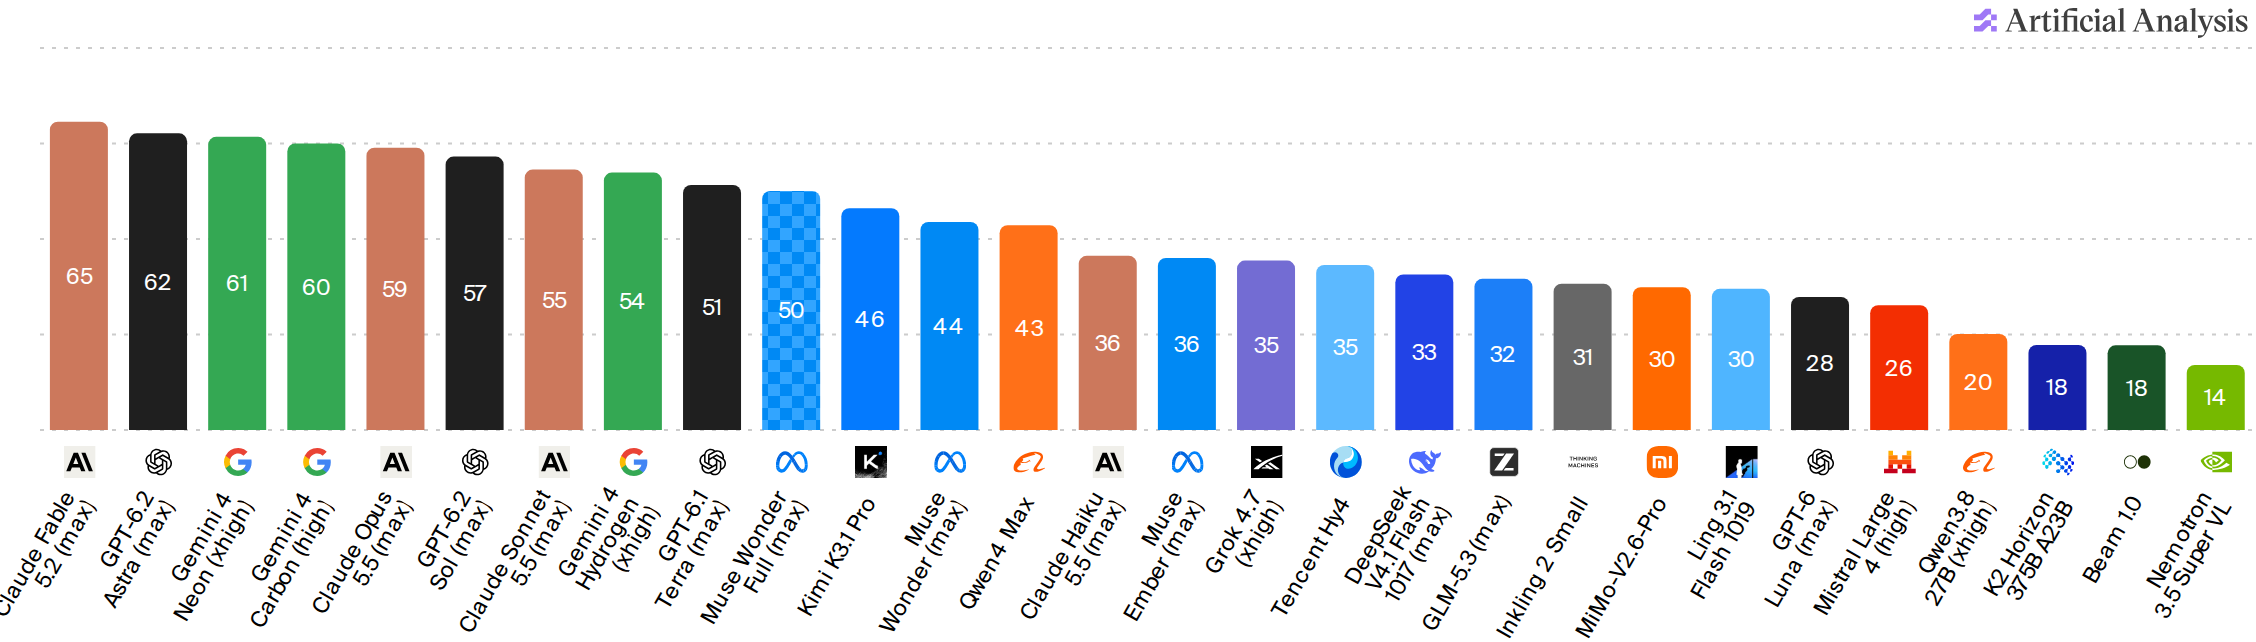 Artificial Analysis
65
62
61
60
59
57
55
54
51
50
46
44
43
36
36
35
35
33
32
31
30
30
28
26
20
18
18
14
THINKING
MACHINES
Claude Fable
5.2 (max)
GPT-6.2
Astra (max)
Gemini 4
Neon (xhigh)
Gemini 4
Carbon (high)
Claude Opus
5.5 (max)
GPT-6.2
Sol (max)
Claude Sonnet
5.5 (max)
Gemini 4
Hydrogen
(xhigh)
GPT-6.1
Terra (max)
Muse Wonder
Full (max)
Kimi K3.1 Pro
Muse
Wonder (max)
Qwen4 Max
Claude Haiku
5.5 (max)
Muse
Ember (max)
Grok 4.7
(xhigh)
Tencent Hy4
DeepSeek
V4.1 Flash
1017 (max)
GLM-5.3 (max)
Inkling 2 Small
MiMo-V2.6-Pro
Ling 3.1
Flash 1019
GPT-6
Luna (max)
Mistral Large
4 (high)
Qwen3.8
27B (xhigh)
K2 Horizon
375B A23B
Beam 1.0
Nemotron
3.5 Super VL